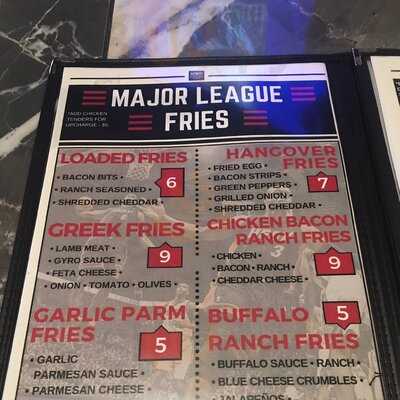 MAJOR LEAGUE
FRIES
*ADD CHICKEN
TENDERS FOR
UPCHARGE - $5
LOADED FRIES
6
• BACON BITS •
RANCH SEASONED •
• SHREDDED CHEDDAR •
GREEK FRIES
9
• LAMB MEAT •
• GYRO SAUCE •
• FETA CHEESE •
ONION • TOMATO • OLIVES •
GARLIC PARM
FRIES
5
• GARLIC
PARMESAN SAUCE •
• PARMESAN CHEESE
HANGOVER
FRIES
7
• FRIED EGG •
• BACON STRIPS •
• GREEN PEPPERS •
• GRILLED ONION •
• SHREDDED CHEDDAR •
CHICKEN BACON
RANCH FRIES
9
• CHICKEN •
• BACON • RANCH •
CHEDDAR CHEESE •
BUFFALO
5
RANCH FRIES
• BUFFALO SAUCE • RANCH •
• BLUE CHEESE CRUMBLES •
• JALAPEÑOS •